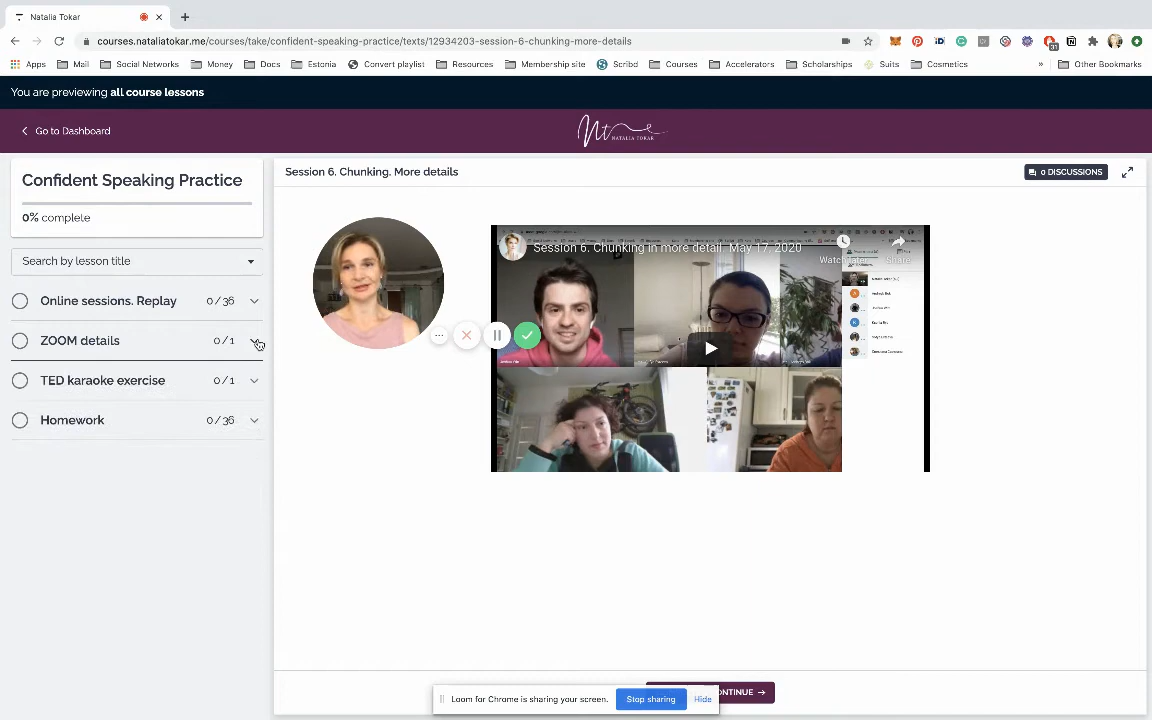 Natalia Tokar
courses.nataliatokar.me/courses/take/confident-speaking-practice/texts/12934203-session-6-chunking-more-details
31
Apps Mail Social Networks Money Docs Estonia Convert playlist Resources Membership site Scribd Courses Accelerators Scholarships Suits Cosmetics » Other Bookmarks
You are previewing all course lessons
Go to Dashboard
NATALIA TOKAR
Confident Speaking Practice
0% complete
Search by lesson title
Online sessions. Replay 0/36
ZOOM details 0/1
TED karaoke exercise 0/1
Homework 0/36
Session 6. Chunking. More details
0 DISCUSSIONS
Session 6. Chunking in more detail. May 17, 2020
Watch later
Share
Loom for Chrome is sharing your screen. Stop sharing Hide